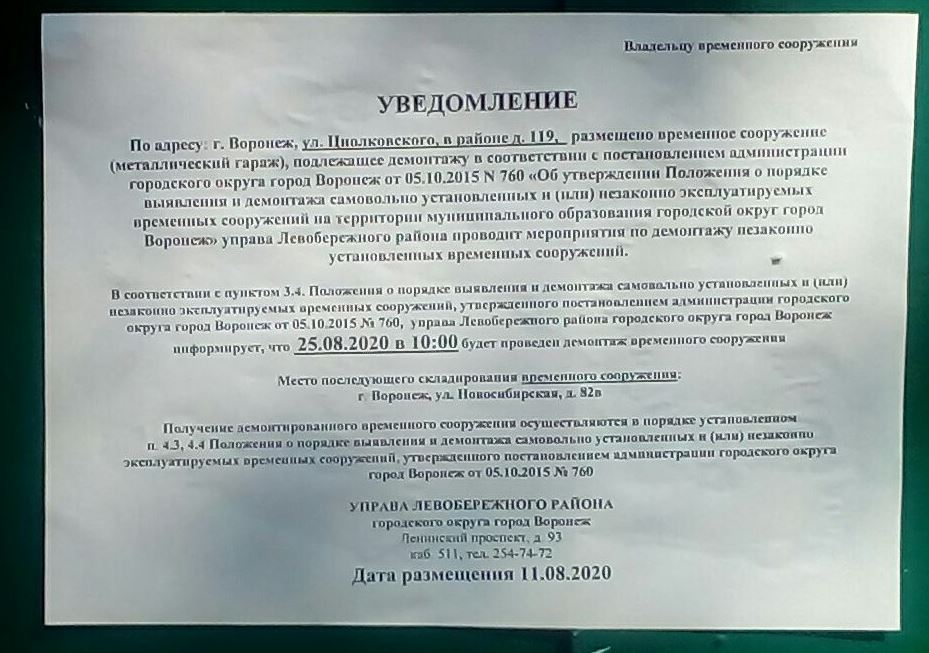 Владельцу временного сооружения
УВЕДОМЛЕНИЕ
По адресу: г. Воронеж, ул. Циолковского, в районе д. 119, размещено временное сооружение
(металлический гараж), подлежащее демонтажу в соответствии с постановлением администрации
городского округа город Воронеж от 05.10.2015 N 760 «Об утверждении Положения о порядке
выявления и демонтажа самовольно установленных и (или) незаконно эксплуатируемых
временных сооружений на территории муниципального образования городской округ город
Воронеж» управа Левобережного района проводит мероприятия по демонтажу незаконно
установленных временных сооружений.
В соответствии с пунктом 3.4. Положения о порядке выявления и демонтажа самовольно установленных и (или)
незаконно эксплуатируемых временных сооружений, утвержденного постановлением администрации городского
округа город Воронеж от 05.10.2015 № 760, управа Левобережного района городского округа город Воронеж
информирует, что 25.08.2020 в 10:00 будет проведен демонтаж временного сооружения
Место последующего складирования временного сооружения:
г. Воронеж, ул. Новосибирская, д. 82в
Получение демонтированного временного сооружения осуществляются в порядке установленном
п. 4.3, 4.4 Положения о порядке выявления и демонтажа самовольно установленных и (или) незаконно
эксплуатируемых временных сооружений, утвержденного постановлением администрации городского округа
город Воронеж от 05.10.2015 № 760
УПРАВА ЛЕВОБЕРЕЖНОГО РАЙОНА
городского округа город Воронеж
Ленинский проспект, д. 93
каб. 511, тел. 254-74-72
Дата размещения 11.08.2020